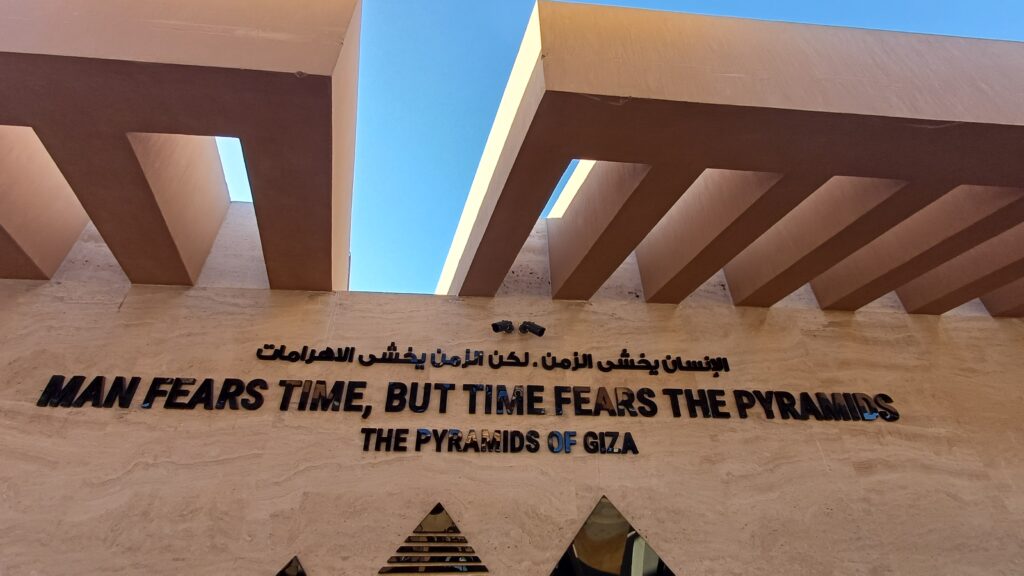 الإنسان يخشى الزمن . لكن الزمن يخشى الاهرامات
MAN FEARS TIME, BUT TIME FEARS THE PYRAMIDS
THE PYRAMIDS OF GIZA